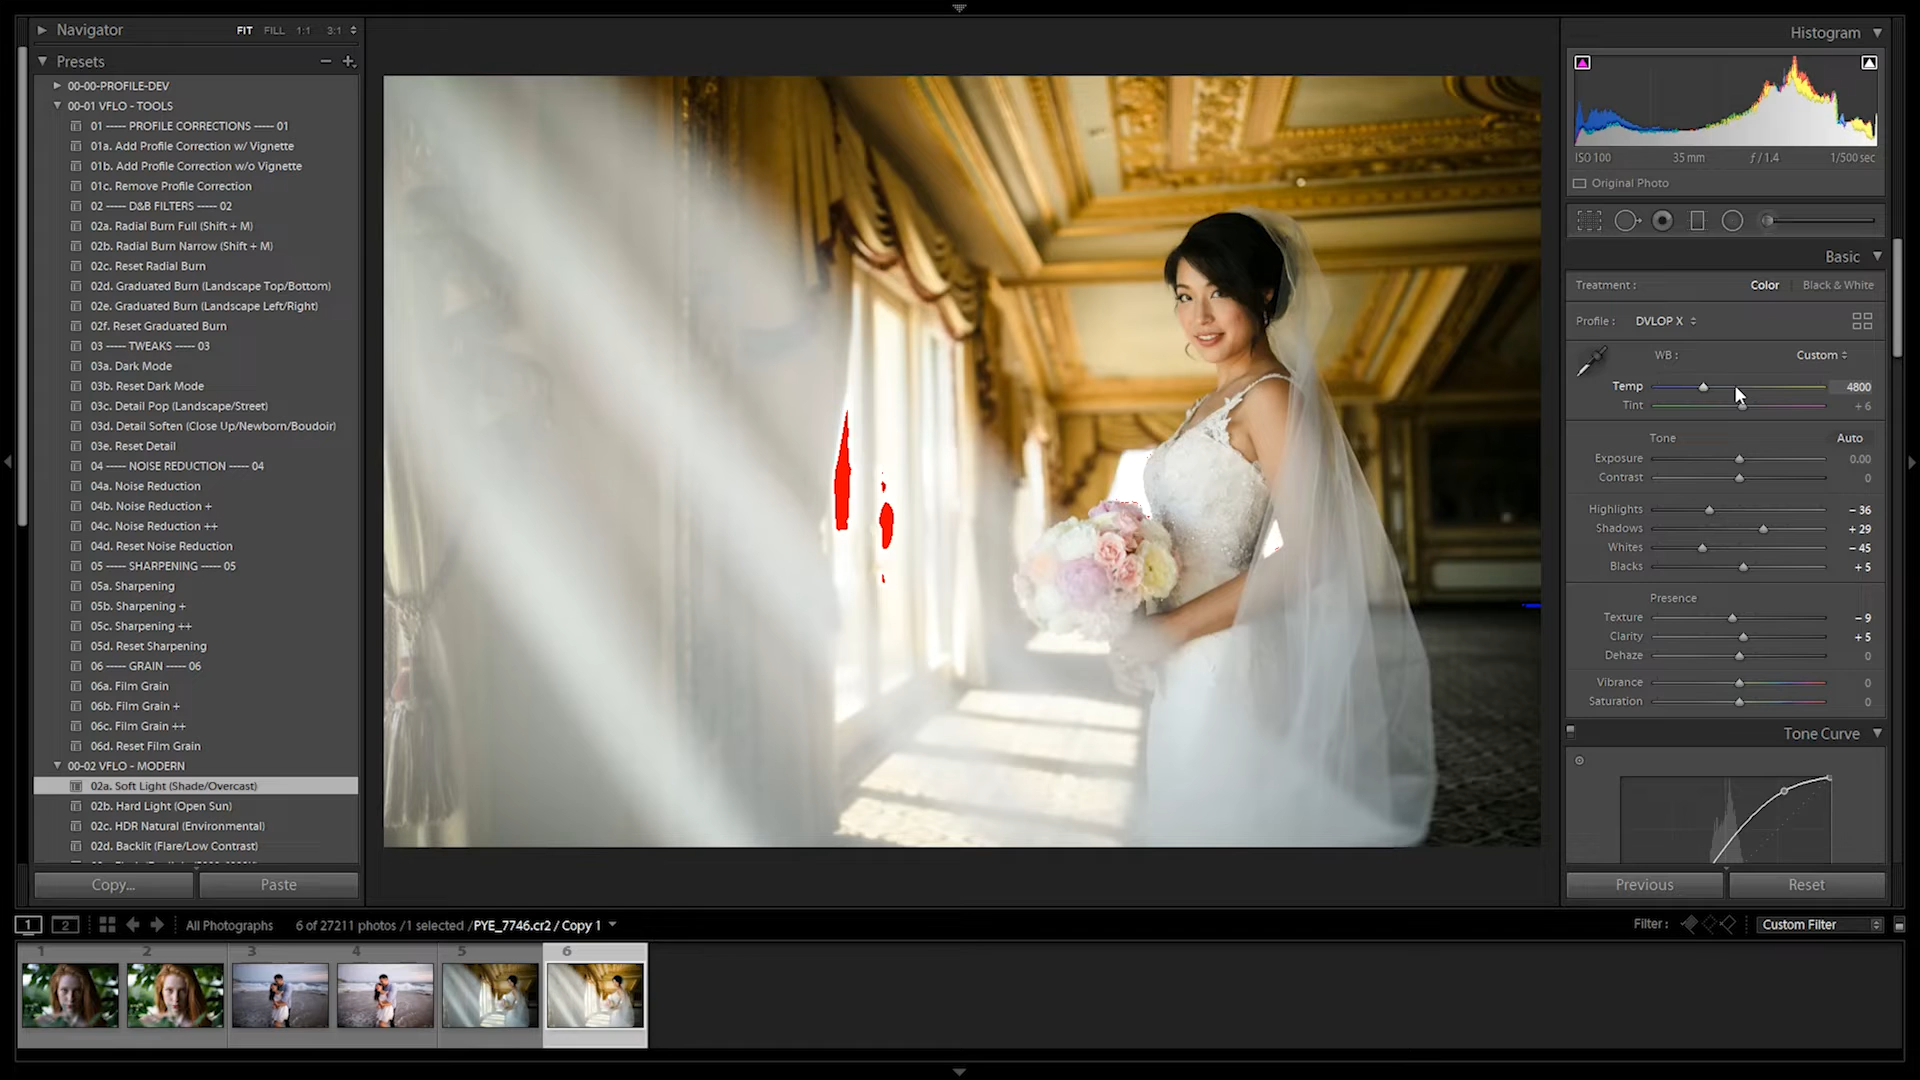 Navigator FIT FILL 1:1 3:1
Presets
00-00-PROFILE-DEV
00-01 VFLO - TOOLS
01 ----- PROFILE CORRECTIONS ----- 01
01a. Add Profile Correction w/ Vignette
01b. Add Profile Correction w/o Vignette
01c. Remove Profile Correction
02 ----- D&B FILTERS ----- 02
02a. Radial Burn Full (Shift + M)
02b. Radial Burn Narrow (Shift + M)
02c. Reset Radial Burn
02d. Graduated Burn (Landscape Top/Bottom)
02e. Graduated Burn (Landscape Left/Right)
02f. Reset Graduated Burn
03 ----- TWEAKS ----- 03
03a. Dark Mode
03b. Reset Dark Mode
03c. Detail Pop (Landscape/Street)
03d. Detail Soften (Close Up/Newborn/Boudoir)
03e. Reset Detail
04 ----- NOISE REDUCTION ----- 04
04a. Noise Reduction
04b. Noise Reduction +
04c. Noise Reduction ++
04d. Reset Noise Reduction
05 ----- SHARPENING ----- 05
05a. Sharpening
05b. Sharpening +
05c. Sharpening ++
05d. Reset Sharpening
06 ----- GRAIN ----- 06
06a. Film Grain
06b. Film Grain +
06c. Film Grain ++
06d. Reset Film Grain
00-02 VFLO - MODERN
02a. Soft Light (Shade/Overcast)
02b. Hard Light (Open Sun)
02c. HDR Natural (Environmental)
02d. Backlit (Flare/Low Contrast)
Copy... Paste
Histogram
ISO 100 35 mm ƒ / 1.4 1/500 sec
Original Photo
Basic
Treatment : Color Black & White
Profile : DVLOP X
WB : Custom
Temp 4800
Tint + 6
Tone Auto
Exposure 0.00
Contrast 0
Highlights – 36
Shadows + 29
Whites – 45
Blacks + 5
Presence
Texture – 9
Clarity + 5
Dehaze 0
Vibrance 0
Saturation 0
Tone Curve
Previous Reset
1 2 All Photographs 6 of 27211 photos /1 selected /PYE_7746.cr2 / Copy 1 Filter : Custom Filter
1 2 3 4 5 6